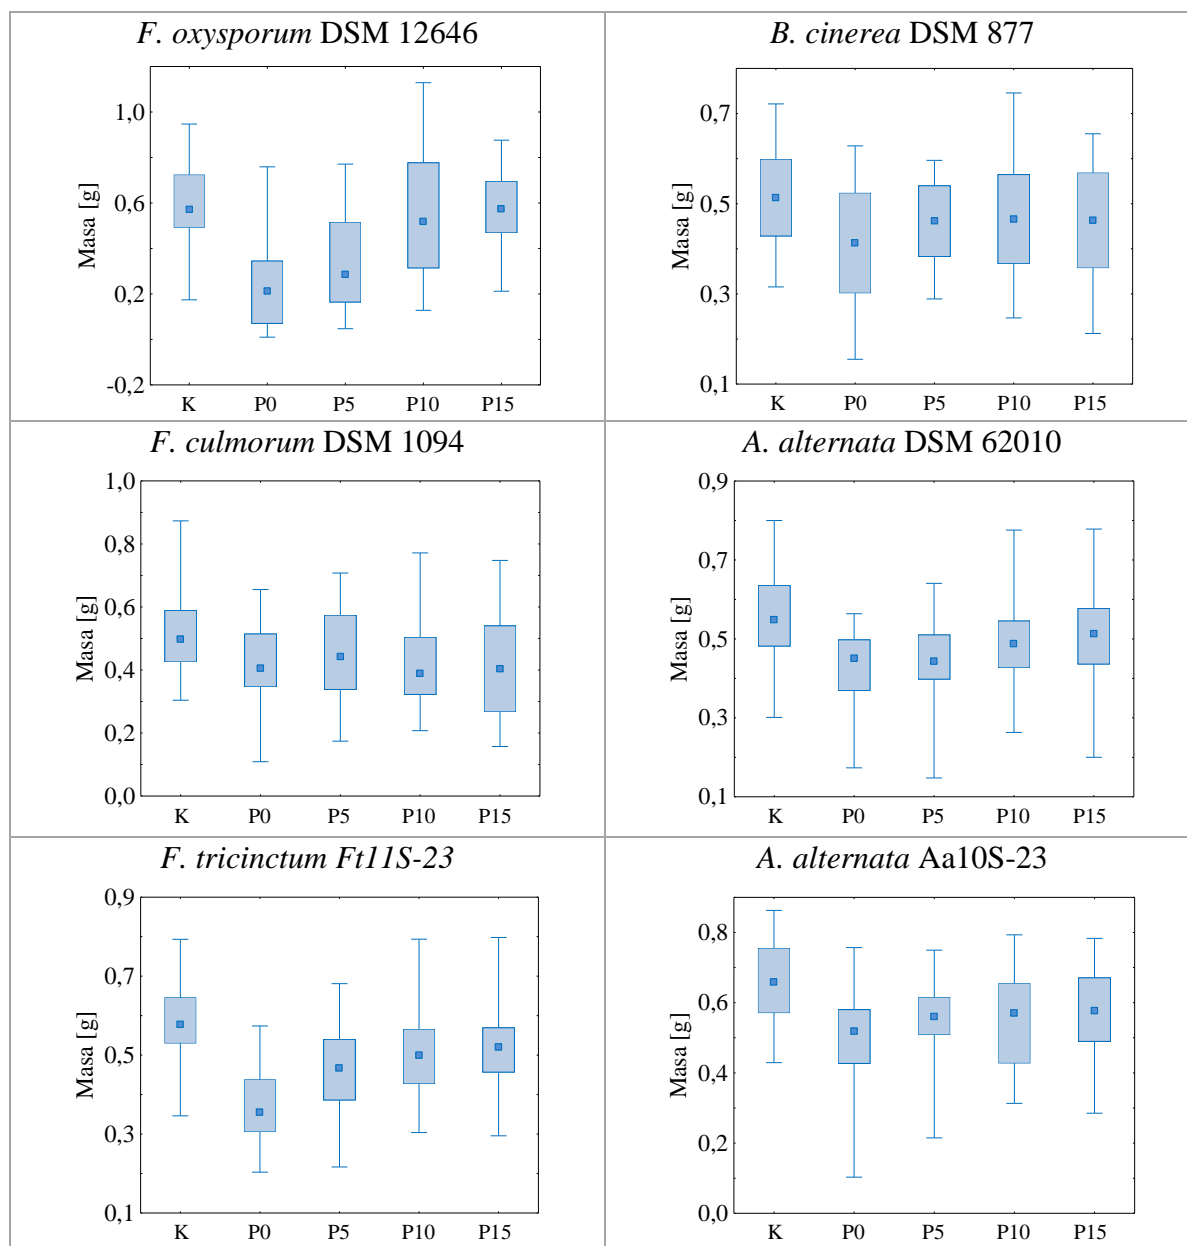 F. oxysporum DSM 12646
Masa [g]
1,0
0,6
0,2
-0,2
K P0 P5 P10 P15
B. cinerea DSM 877
Masa [g]
0,7
0,5
0,3
0,1
K P0 P5 P10 P15
F. culmorum DSM 1094
Masa [g]
1,0
0,8
0,6
0,4
0,2
0,0
K P0 P5 P10 P15
A. alternata DSM 62010
Masa [g]
0,9
0,7
0,5
0,3
0,1
K P0 P5 P10 P15
F. tricinctum Ft11S-23
Masa [g]
0,9
0,7
0,5
0,3
0,1
K P0 P5 P10 P15
A. alternata Aa10S-23
Masa [g]
0,8
0,6
0,4
0,2
0,0
K P0 P5 P10 P15